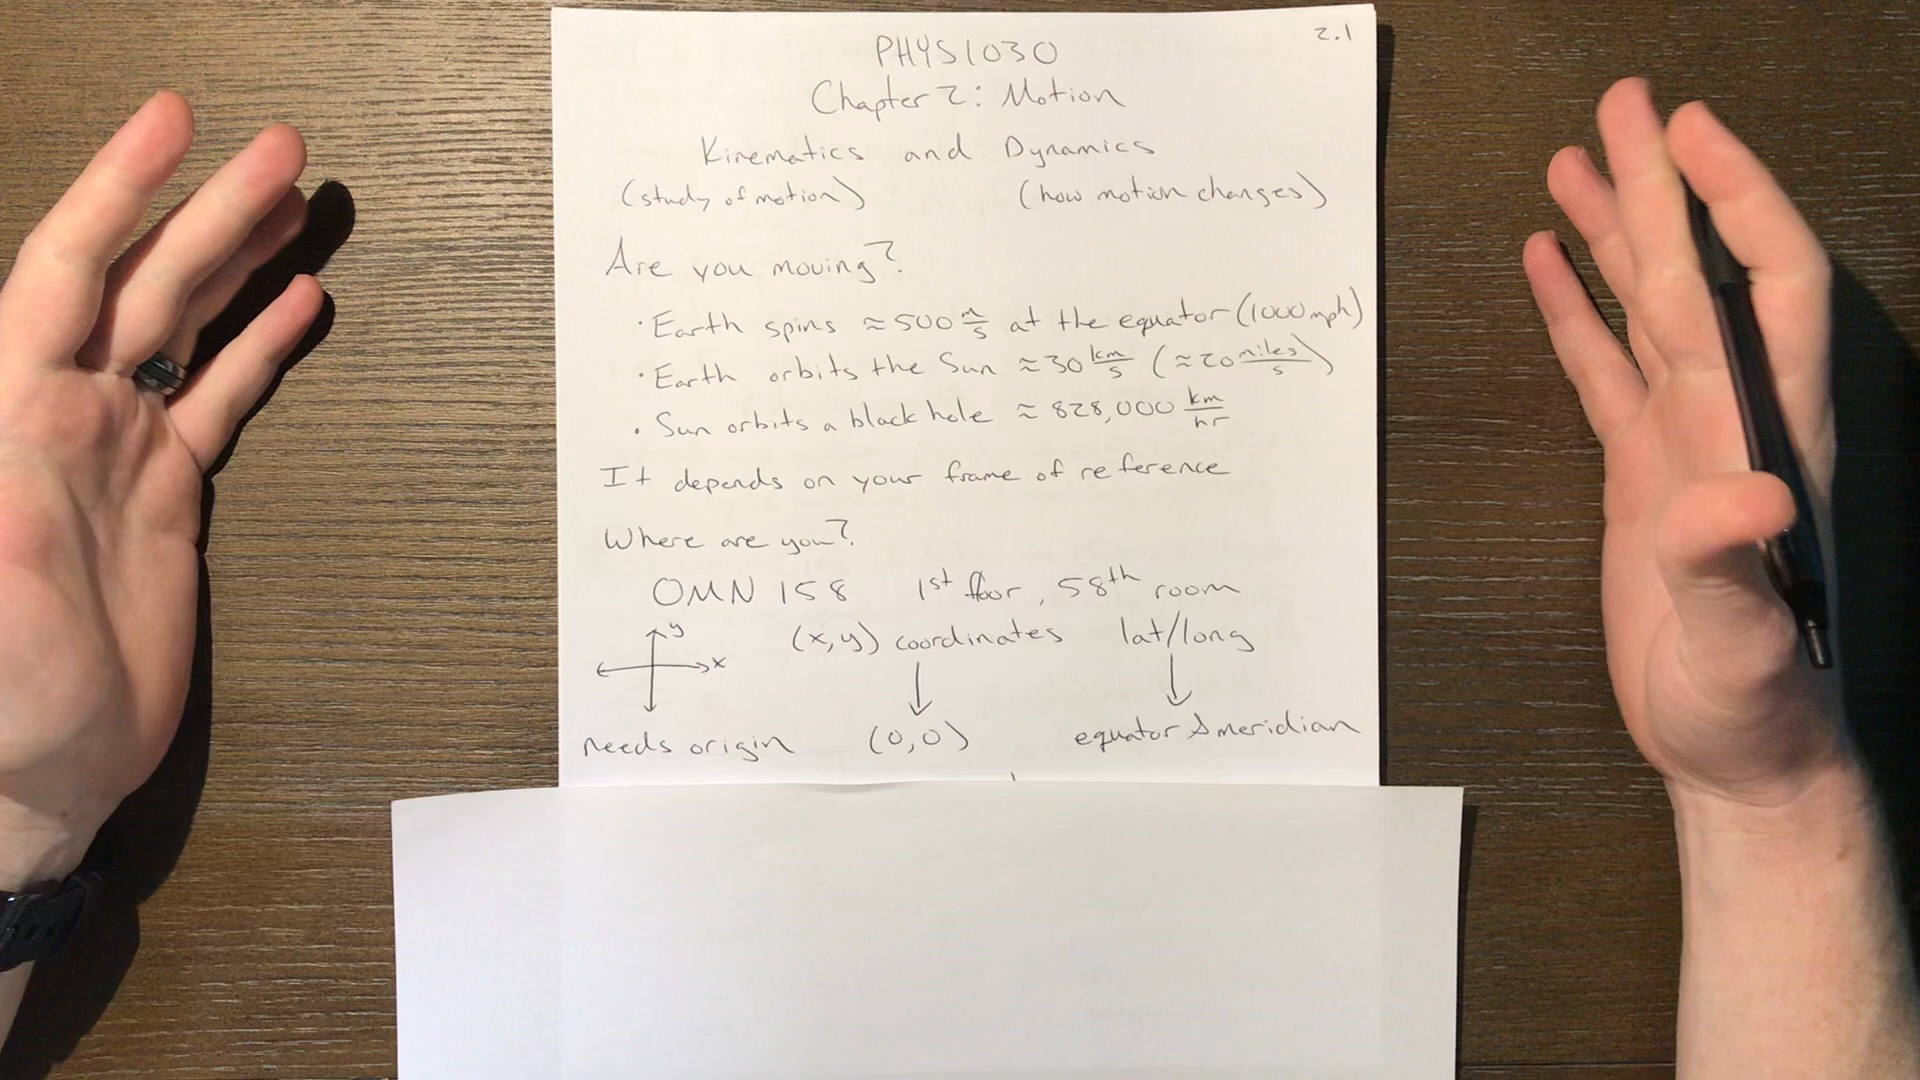 2.1
PHYS1030
Chapter 2: Motion
Kinematics and Dynamics
(study of motion) (how motion changes)
Are you moving?
· Earth spins ≈ 500 m/s at the equator (1000 mph)
· Earth orbits the Sun ≈ 30 km/s (≈ 20 miles/s)
· Sun orbits a black hole ≈ 828,000 km/hr
It depends on your frame of reference
Where are you?
OMN 158 1st floor, 58th room
y
x
(x,y) coordinates lat/long
needs origin (0,0) equator & meridian